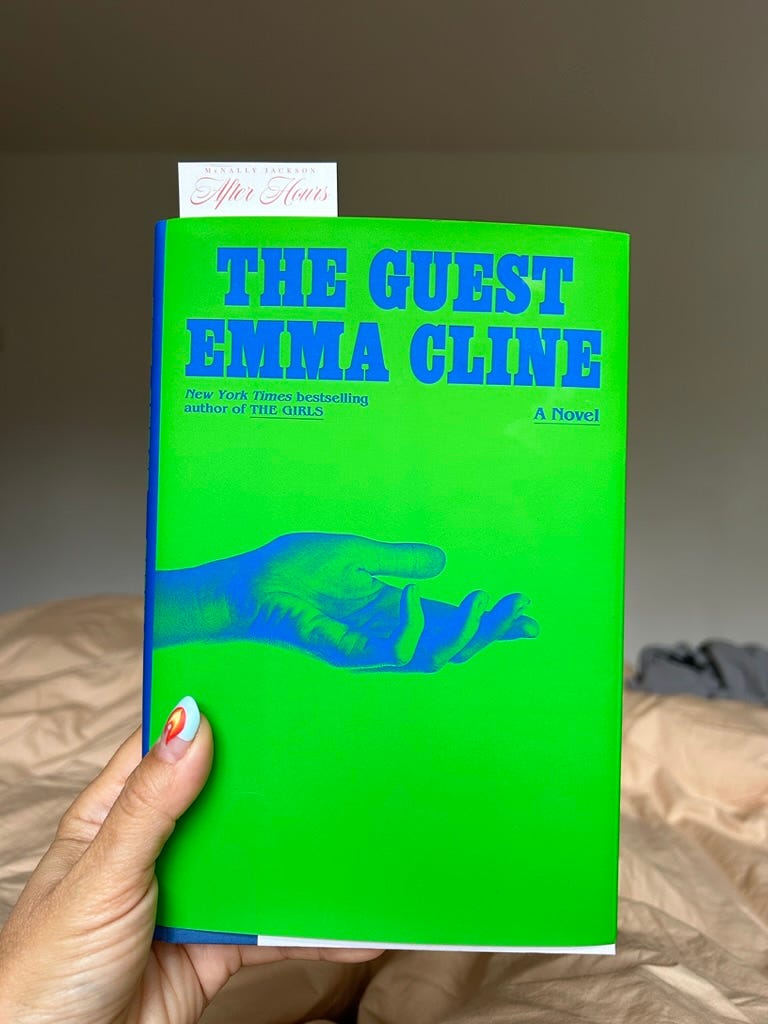 McNALLY JACKSON
After Hours
THE GUEST
EMMA CLINE
New York Times bestselling
author of THE GIRLS
A Novel